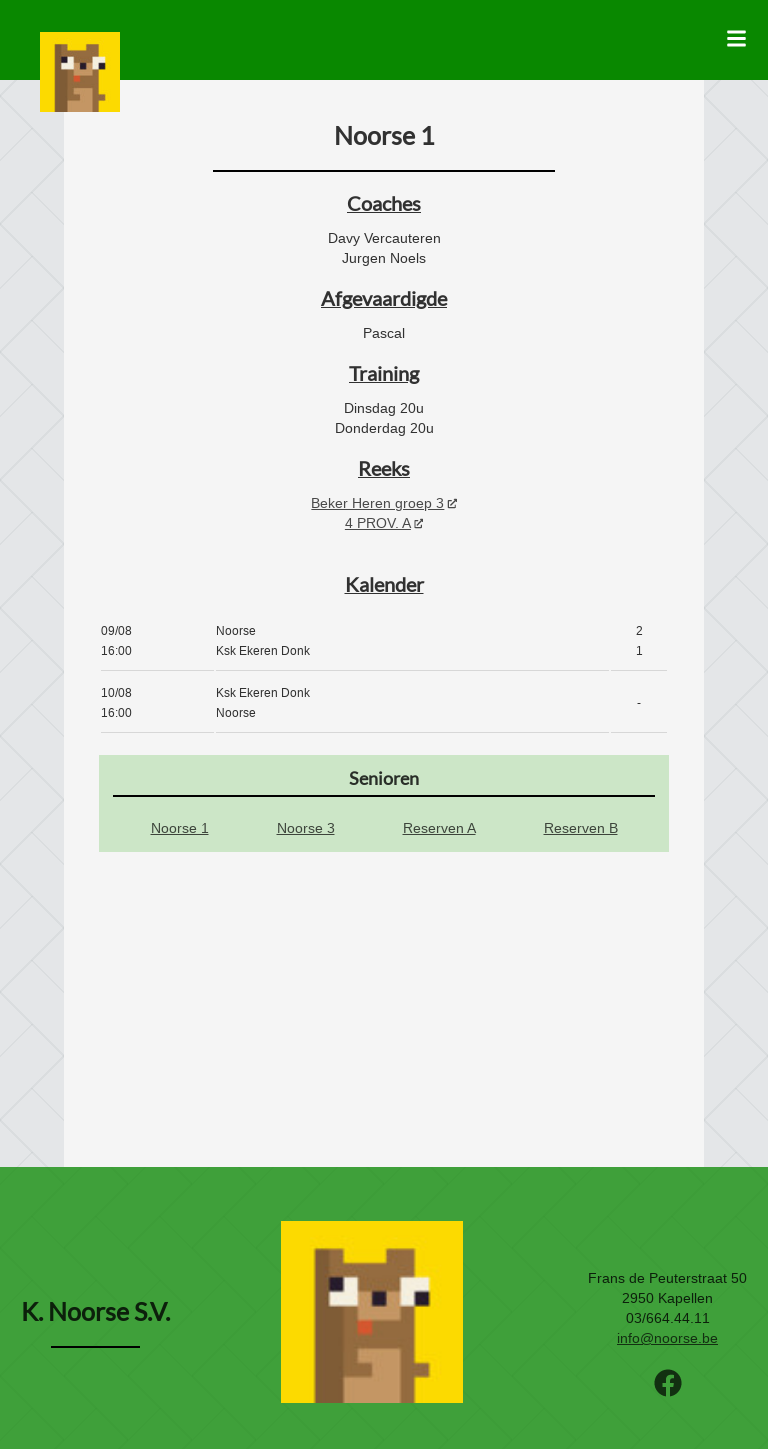 Noorse 1
Coaches
Davy Vercauteren
Jurgen Noels
Afgevaardigde
Pascal
Training
Dinsdag 20u
Donderdag 20u
Reeks
Beker Heren groep 3
4 PROV. A
Kalender
09/08 Noorse 2
16:00 Ksk Ekeren Donk 1
10/08 Ksk Ekeren Donk
-
16:00 Noorse
Senioren
Noorse 1 Noorse 3 Reserven A Reserven B
K. Noorse S.V.
Frans de Peuterstraat 50
2950 Kapellen
03/664.44.11
info@noorse.be